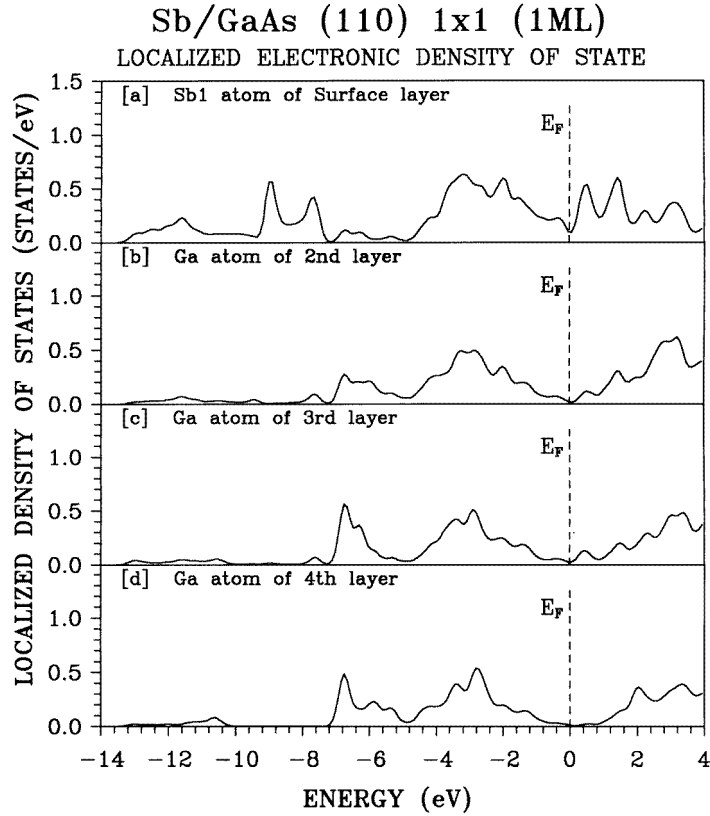 Sb/GaAs (110) 1x1 (1ML)
LOCALIZED ELECTRONIC DENSITY OF STATE
LOCALIZED DENSITY OF STATES (STATES/eV)
1.5
[a] Sb1 atom of Surface layer
E_F
1.0
0.5
0.0
[b] Ga atom of 2nd layer
E_F
1.0
0.5
0.0
[c] Ga atom of 3rd layer
E_F
1.0
0.5
0.0
[d] Ga atom of 4th layer
E_F
1.0
0.5
0.0
−14 −12 −10 −8 −6 −4 −2 0 2 4
ENERGY (eV)